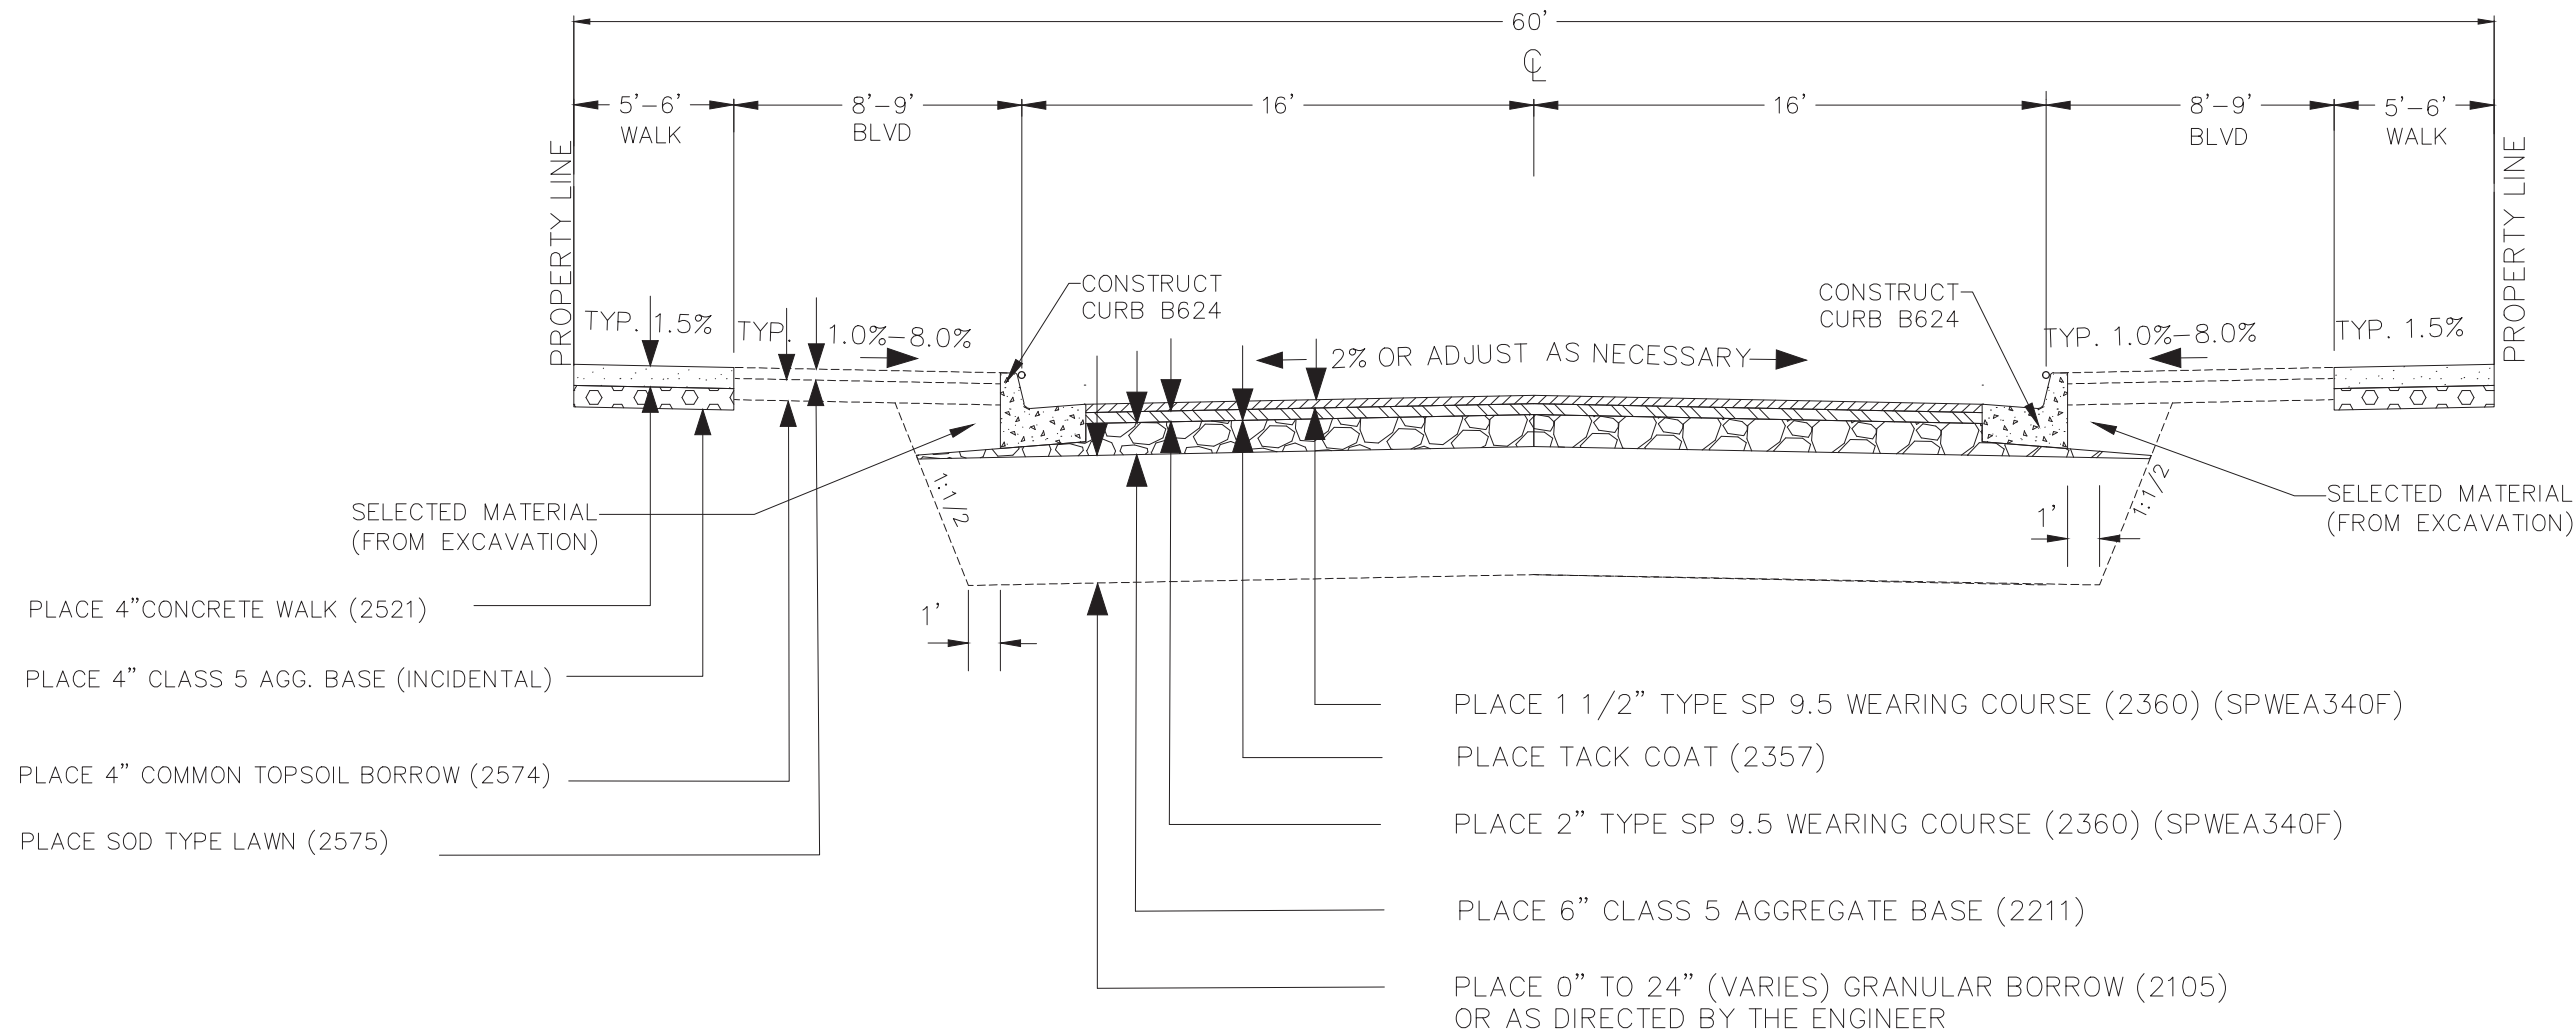 60'
℄
5'-6' 8'-9' 16' 16' 8'-9' 5'-6'
WALK BLVD BLVD WALK
PROPERTY LINE
PROPERTY LINE
CONSTRUCT
CURB B624
CONSTRUCT
CURB B624
TYP. 1.5%
TYP. 1.0%-8.0%
2% OR ADJUST AS NECESSARY
TYP. 1.0%-8.0%
TYP. 1.5%
1:1/2
1:1/2
SELECTED MATERIAL
(FROM EXCAVATION)
SELECTED MATERIAL
(FROM EXCAVATION)
1'
1'
PLACE 4"CONCRETE WALK (2521)
PLACE 4" CLASS 5 AGG. BASE (INCIDENTAL)
PLACE 4" COMMON TOPSOIL BORROW (2574)
PLACE SOD TYPE LAWN (2575)
PLACE 1 1/2" TYPE SP 9.5 WEARING COURSE (2360) (SPWEA340F)
PLACE TACK COAT (2357)
PLACE 2" TYPE SP 9.5 WEARING COURSE (2360) (SPWEA340F)
PLACE 6" CLASS 5 AGGREGATE BASE (2211)
PLACE 0" TO 24" (VARIES) GRANULAR BORROW (2105)
OR AS DIRECTED BY THE ENGINEER